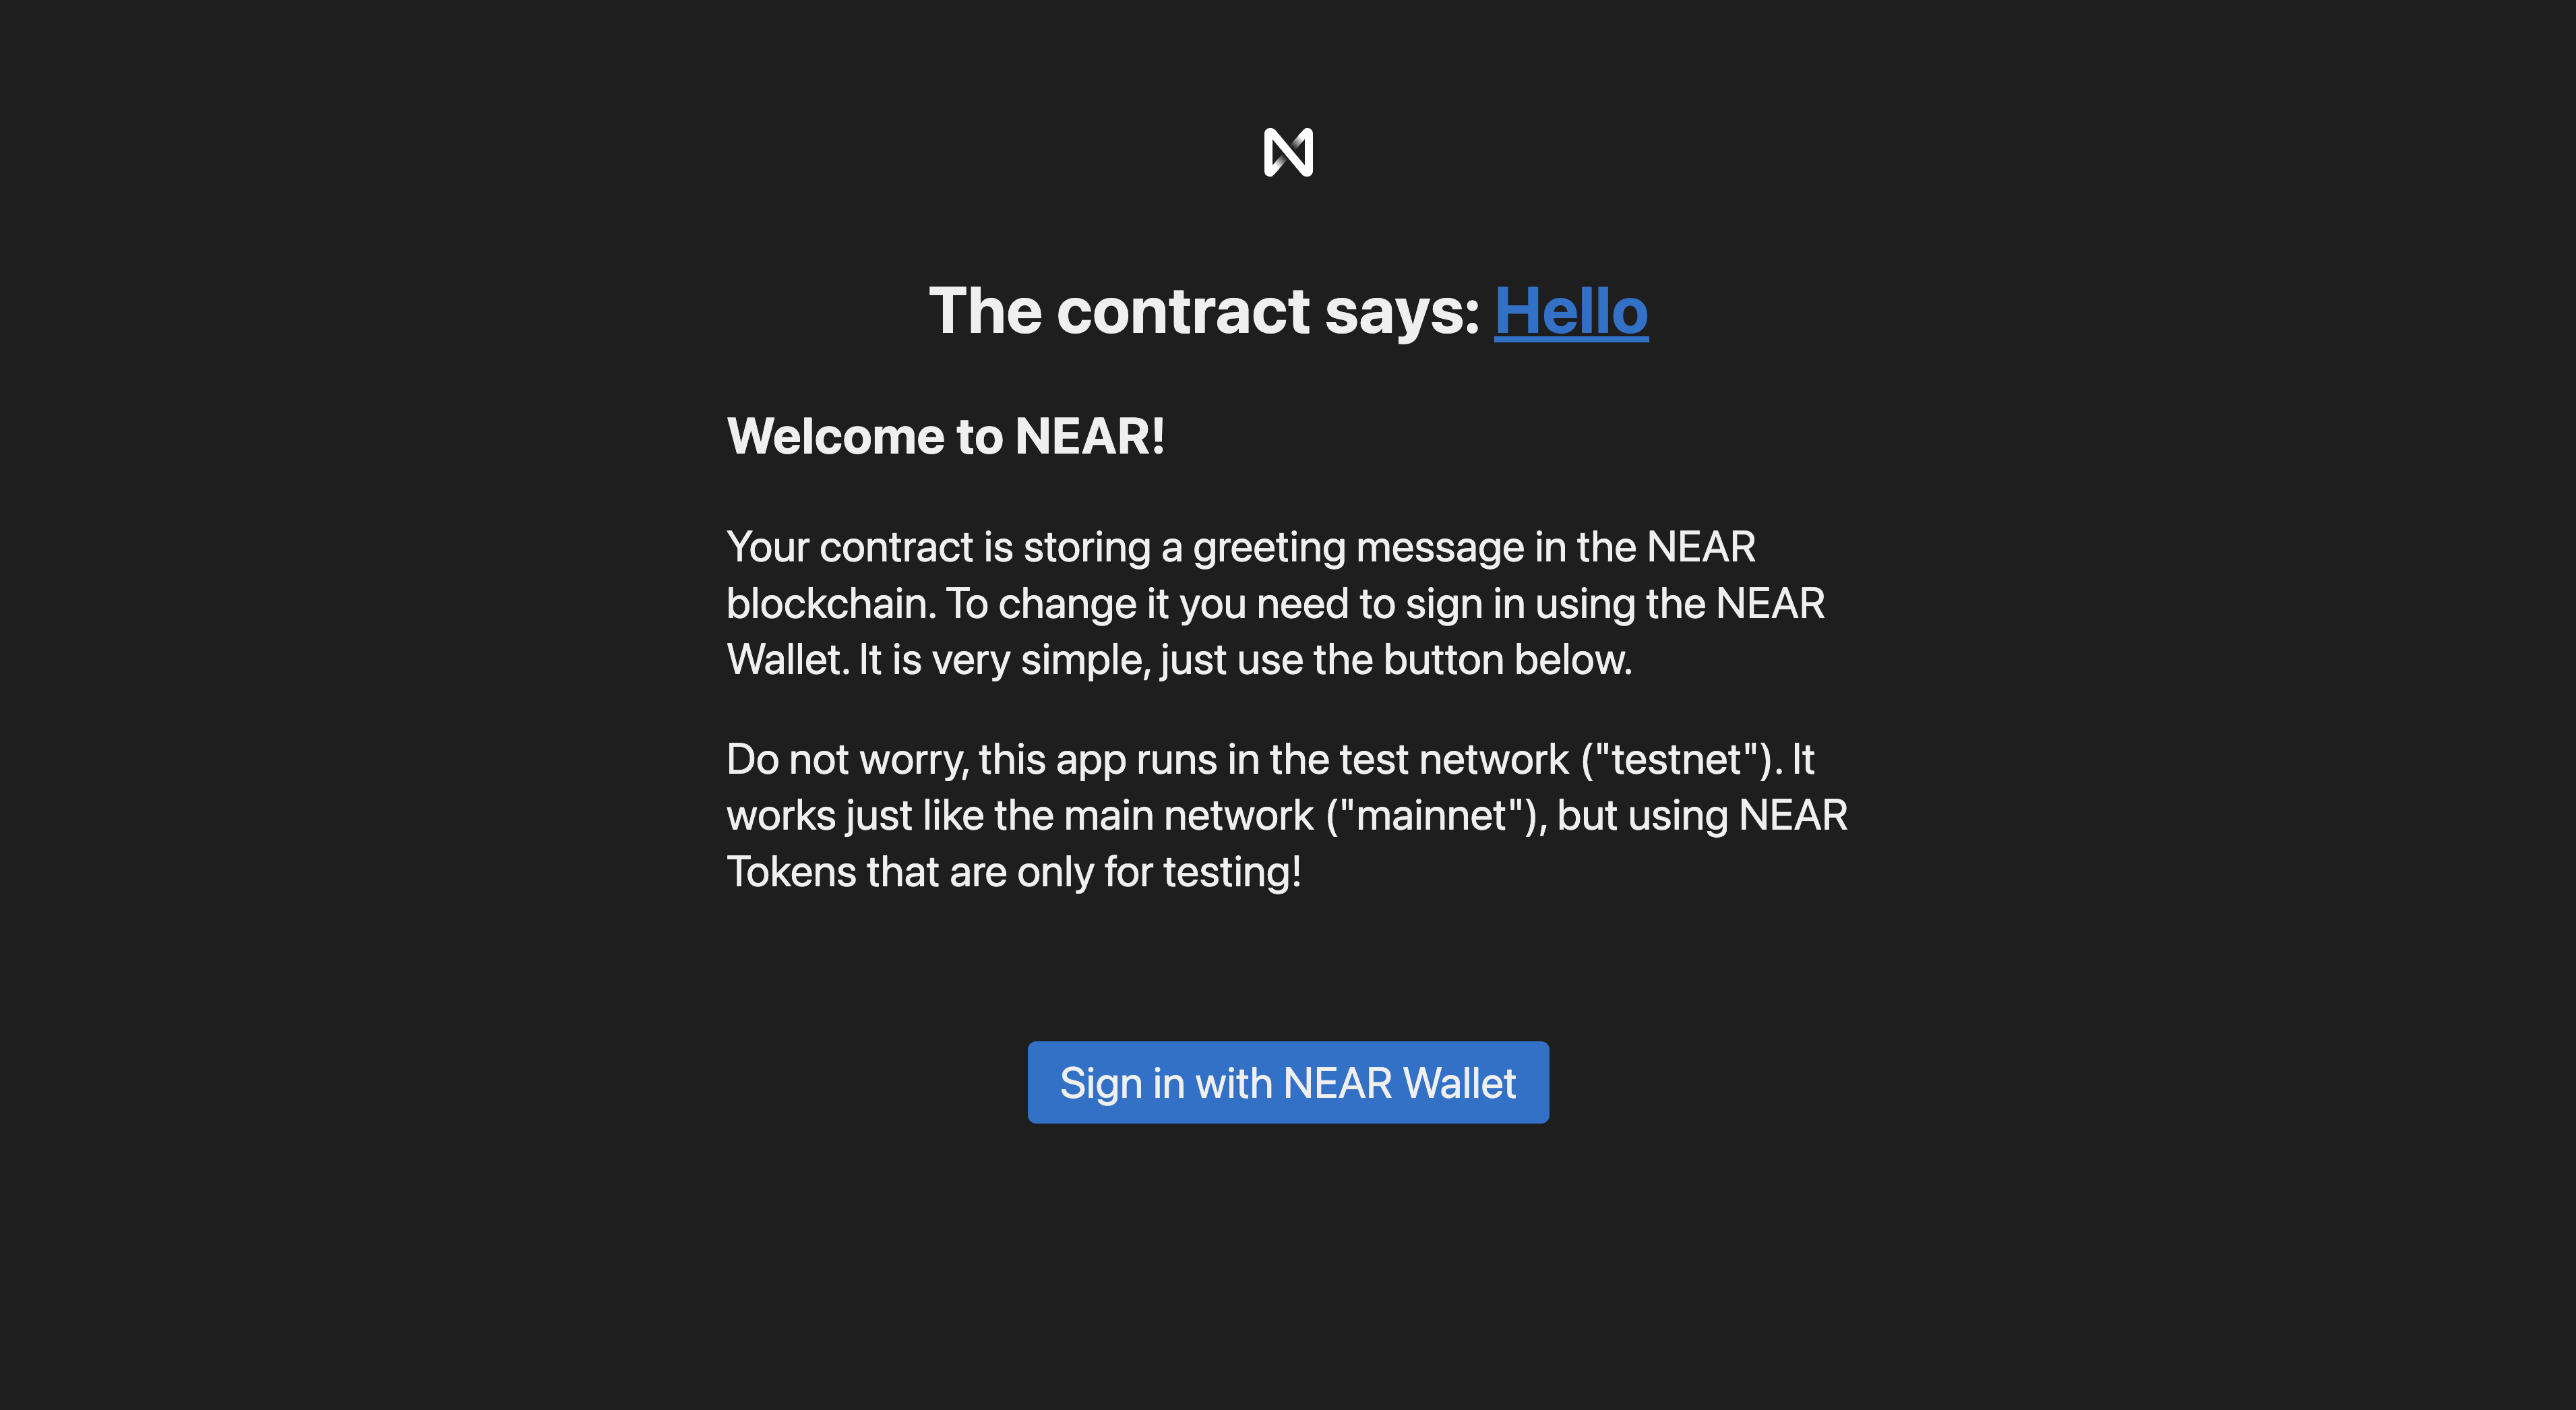 The contract says: Hello
Welcome to NEAR!
Your contract is storing a greeting message in the NEAR
blockchain. To change it you need to sign in using the NEAR
Wallet. It is very simple, just use the button below.
Do not worry, this app runs in the test network ("testnet"). It
works just like the main network ("mainnet"), but using NEAR
Tokens that are only for testing!
Sign in with NEAR Wallet